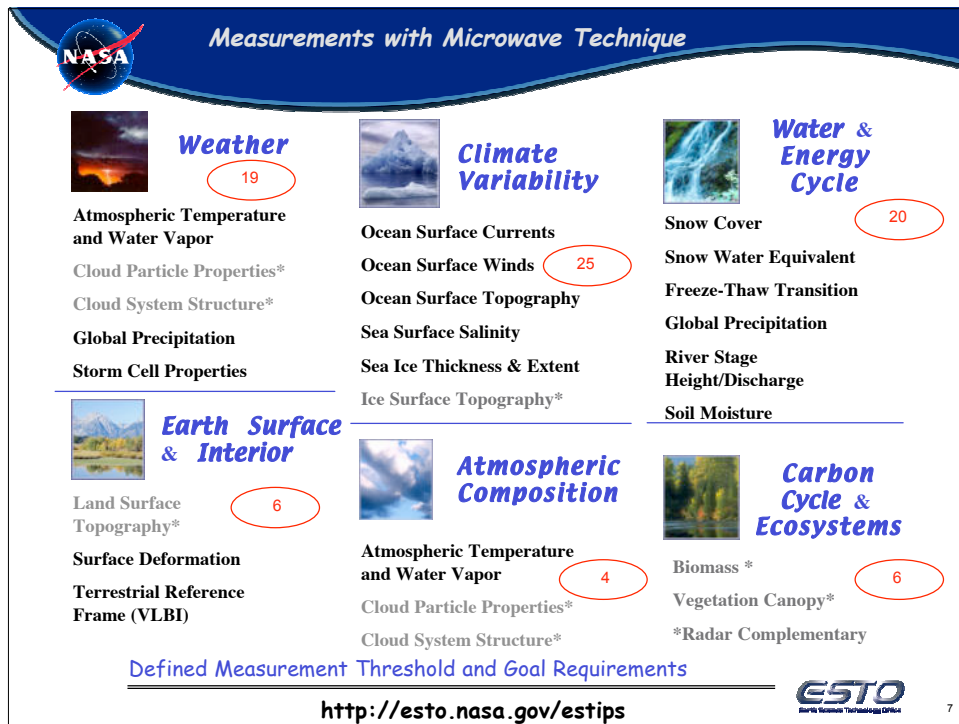 NASA
Measurements with Microwave Technique
Weather
19
Atmospheric Temperature
and Water Vapor
Cloud Particle Properties*
Cloud System Structure*
Global Precipitation
Storm Cell Properties
Climate
Variability
Ocean Surface Currents
Ocean Surface Winds
25
Ocean Surface Topography
Sea Surface Salinity
Sea Ice Thickness & Extent
Ice Surface Topography*
Water &
Energy
Cycle
20
Snow Cover
Snow Water Equivalent
Freeze-Thaw Transition
Global Precipitation
River Stage
Height/Discharge
Soil Moisture
Earth Surface
& Interior
6
Land Surface
Topography*
Surface Deformation
Terrestrial Reference
Frame (VLBI)
Atmospheric
Composition
Atmospheric Temperature
and Water Vapor
4
Cloud Particle Properties*
Cloud System Structure*
Carbon
Cycle &
Ecosystems
Biomass *
6
Vegetation Canopy*
*Radar Complementary
Defined Measurement Threshold and Goal Requirements
http://esto.nasa.gov/estips
ESTO
Earth Science Technology Office
7